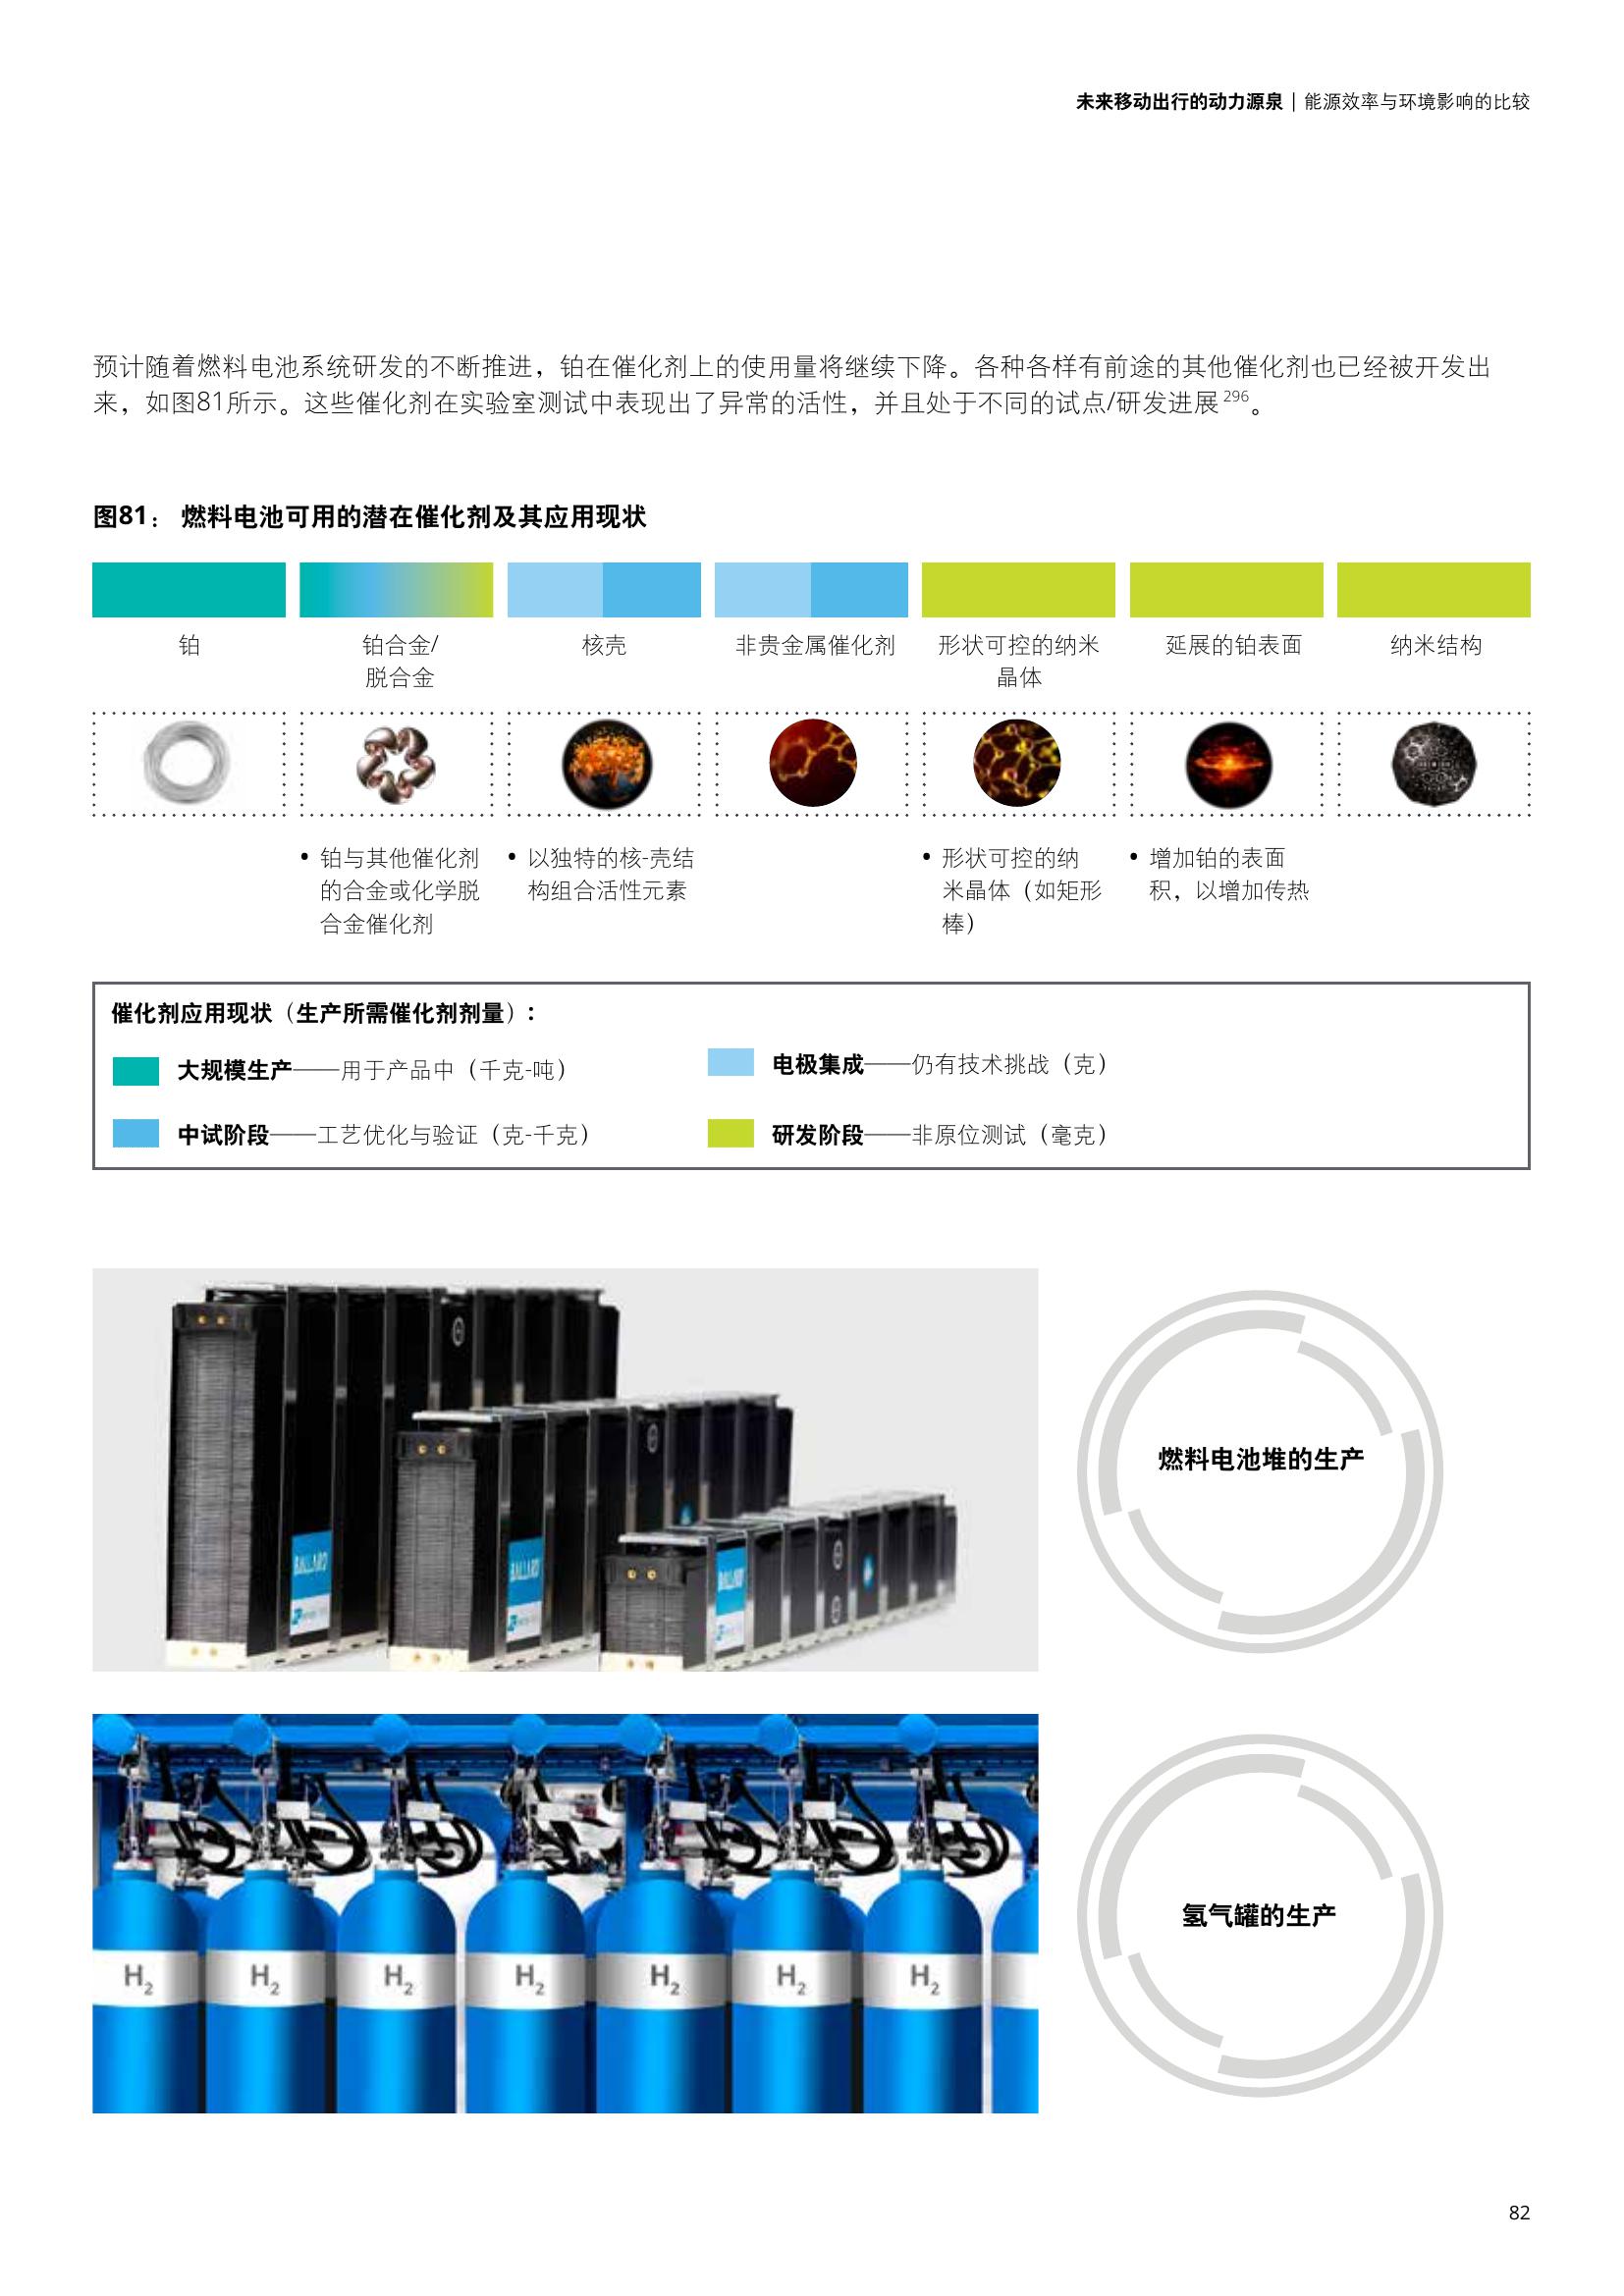 未来移动出行的动力源泉 | 能源效率与环境影响的比较
预计随着燃料电池系统研发的不断推进，铂在催化剂上的使用量将继续下降。各种各样有前途的其他催化剂也已经被开发出
来，如图81所示。这些催化剂在实验室测试中表现出了异常的活性，并且处于不同的试点/研发进展296。
图81： 燃料电池可用的潜在催化剂及其应用现状
铂
铂合金/
脱合金
核壳
非贵金属催化剂
形状可控的纳米
晶体
延展的铂表面
纳米结构
• 铂与其他催化剂
的合金或化学脱
合金催化剂
• 以独特的核-壳结
构组合活性元素
• 形状可控的纳
米晶体（如矩形
棒）
• 增加铂的表面
积，以增加传热
催化剂应用现状（生产所需催化剂剂量）:
大规模生产——用于产品中（千克-吨）
电极集成——仍有技术挑战（克）
中试阶段——工艺优化与验证（克-千克）
研发阶段——非原位测试（毫克）
BALLARD
BALLARD
BALLARD
燃料电池堆的生产
H2
H2
H2
H2
H2
H2
H2
氢气罐的生产
82